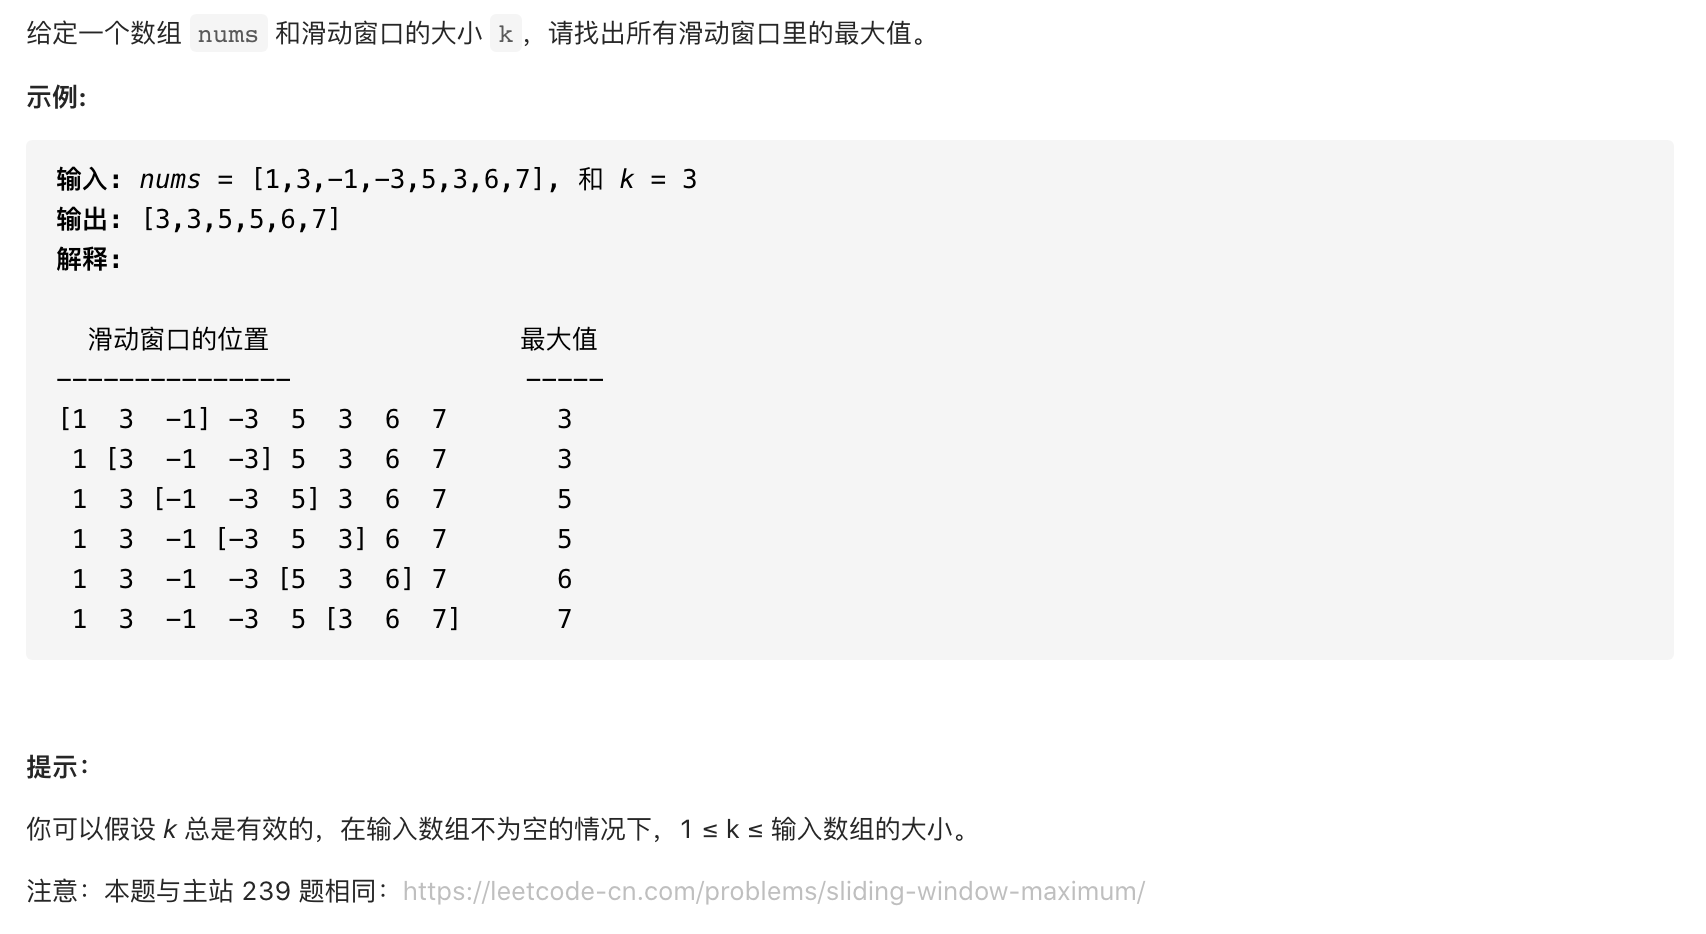 给定一个数组 nums 和滑动窗口的大小 k，请找出所有滑动窗口里的最大值。
示例:
输入: nums = [1,3,-1,-3,5,3,6,7], 和 k = 3
输出: [3,3,5,5,6,7]
解释:
滑动窗口的位置 最大值
--------------- -----
[1 3 -1] -3 5 3 6 7 3
1 [3 -1 -3] 5 3 6 7 3
1 3 [-1 -3 5] 3 6 7 5
1 3 -1 [-3 5 3] 6 7 5
1 3 -1 -3 [5 3 6] 7 6
1 3 -1 -3 5 [3 6 7] 7
提示：
你可以假设 k 总是有效的，在输入数组不为空的情况下，1 ≤ k ≤ 输入数组的大小。
注意：本题与主站 239 题相同：https://leetcode-cn.com/problems/sliding-window-maximum/